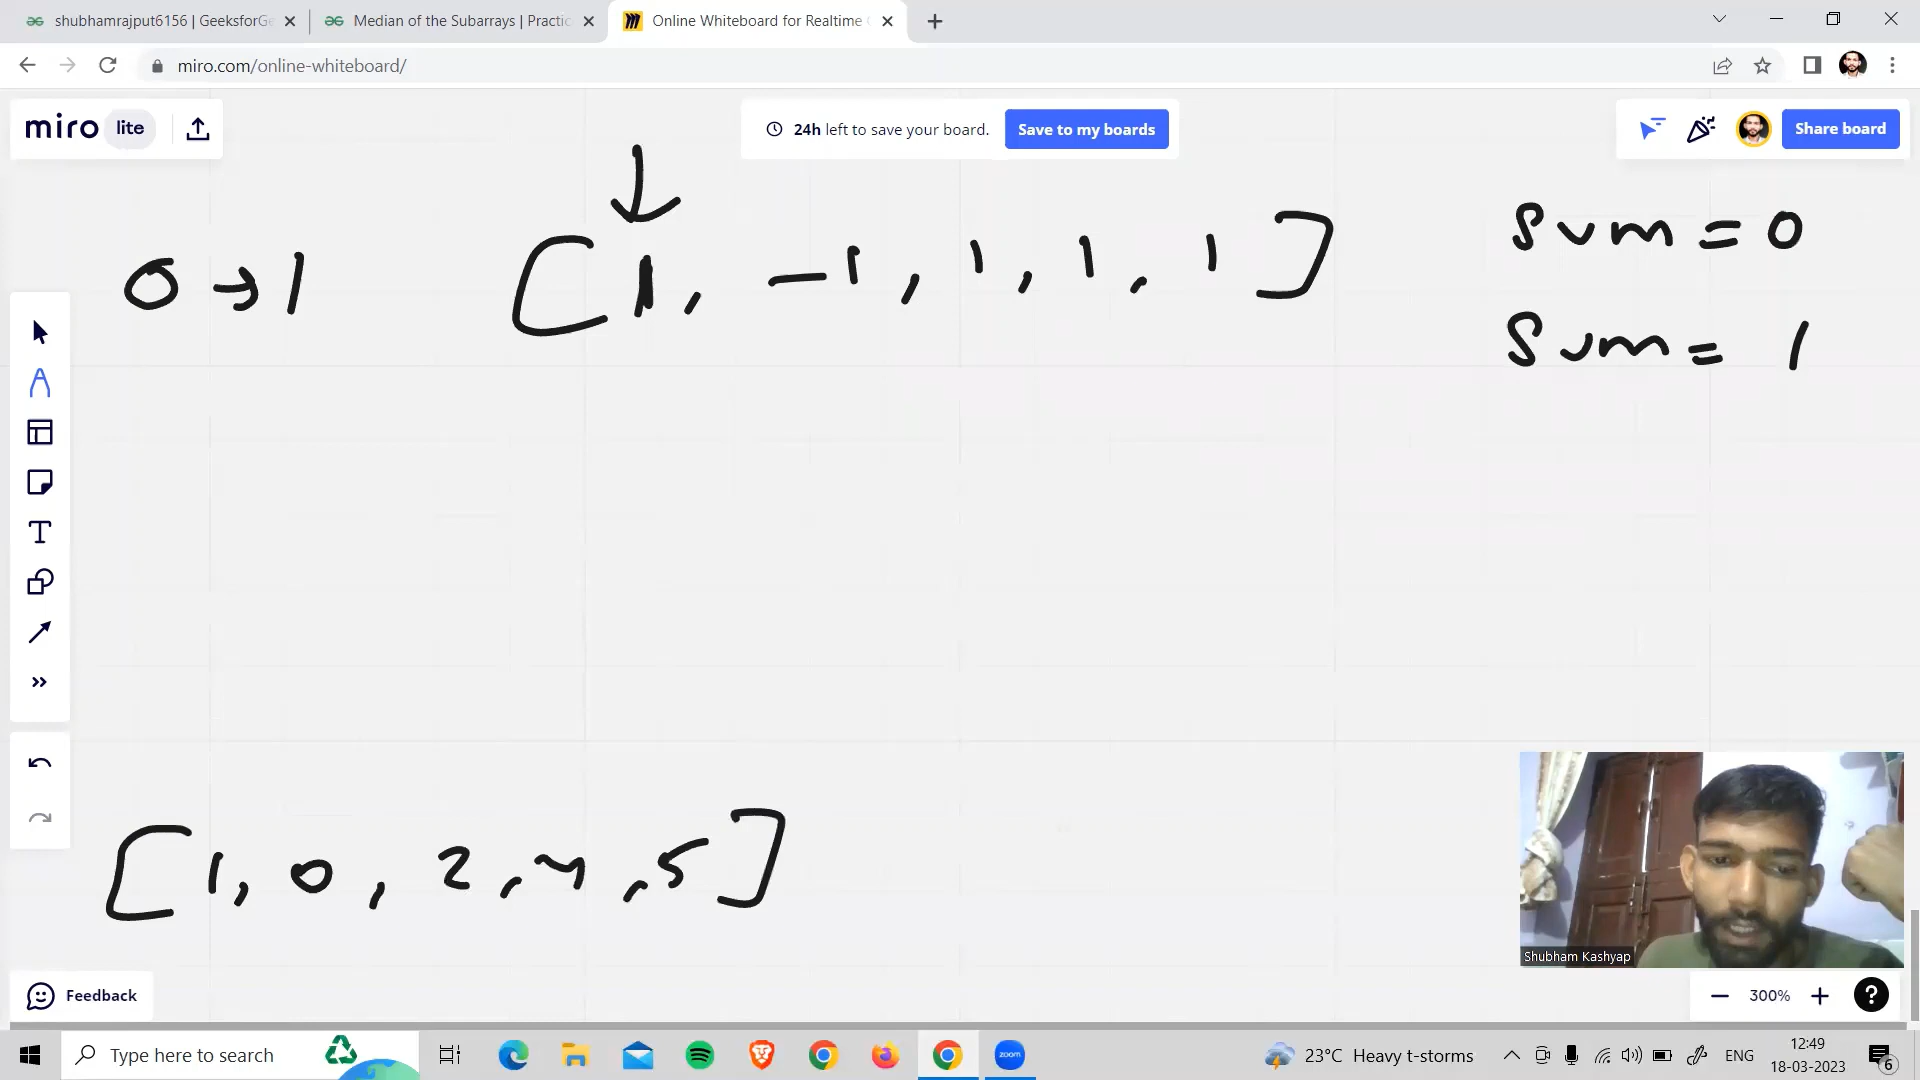 shubhamrajput6156 | GeeksforGe
Median of the Subarrays | Practic
Online Whiteboard for Realtime
miro.com/online-whiteboard/
miro lite
24h left to save your board.
Save to my boards
Share board
0 → 1
[1, -1, 1, 1, 1]
Sum = 0
Sum = 1
T
[1, 0, 2, 4, 5]
Shubham Kashyap
Feedback
300%
?
Type here to search
zoom
23°C Heavy t-storms
ENG
12:49
18-03-2023
6